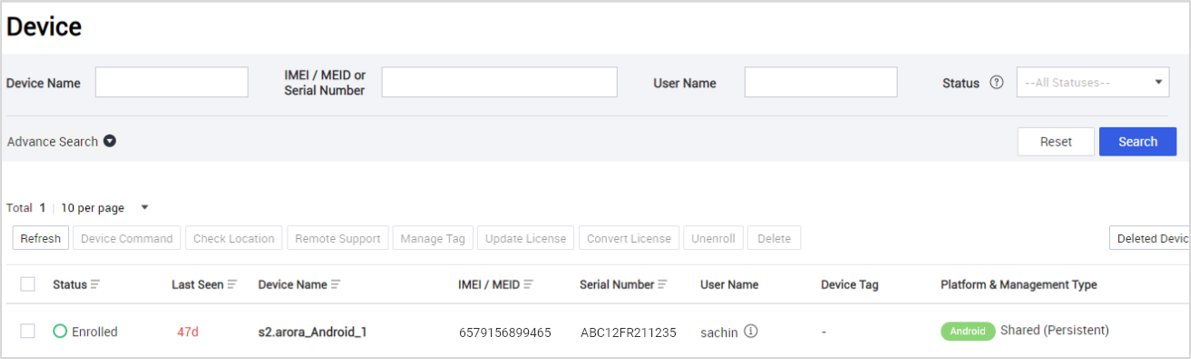 Device
Device Name
IMEI / MEID or
Serial Number
User Name
Status ?
--All Statuses--
Advance Search
Reset
Search
Total 1 | 10 per page
Refresh
Device Command
Check Location
Remote Support
Manage Tag
Update License
Convert License
Unenroll
Delete
Deleted Devic
Status Last Seen Device Name IMEI / MEID Serial Number User Name Device Tag Platform & Management Type
Enrolled 47d s2.arora_Android_1 6579156899465 ABC12FR211235 sachin - Android Shared (Persistent)